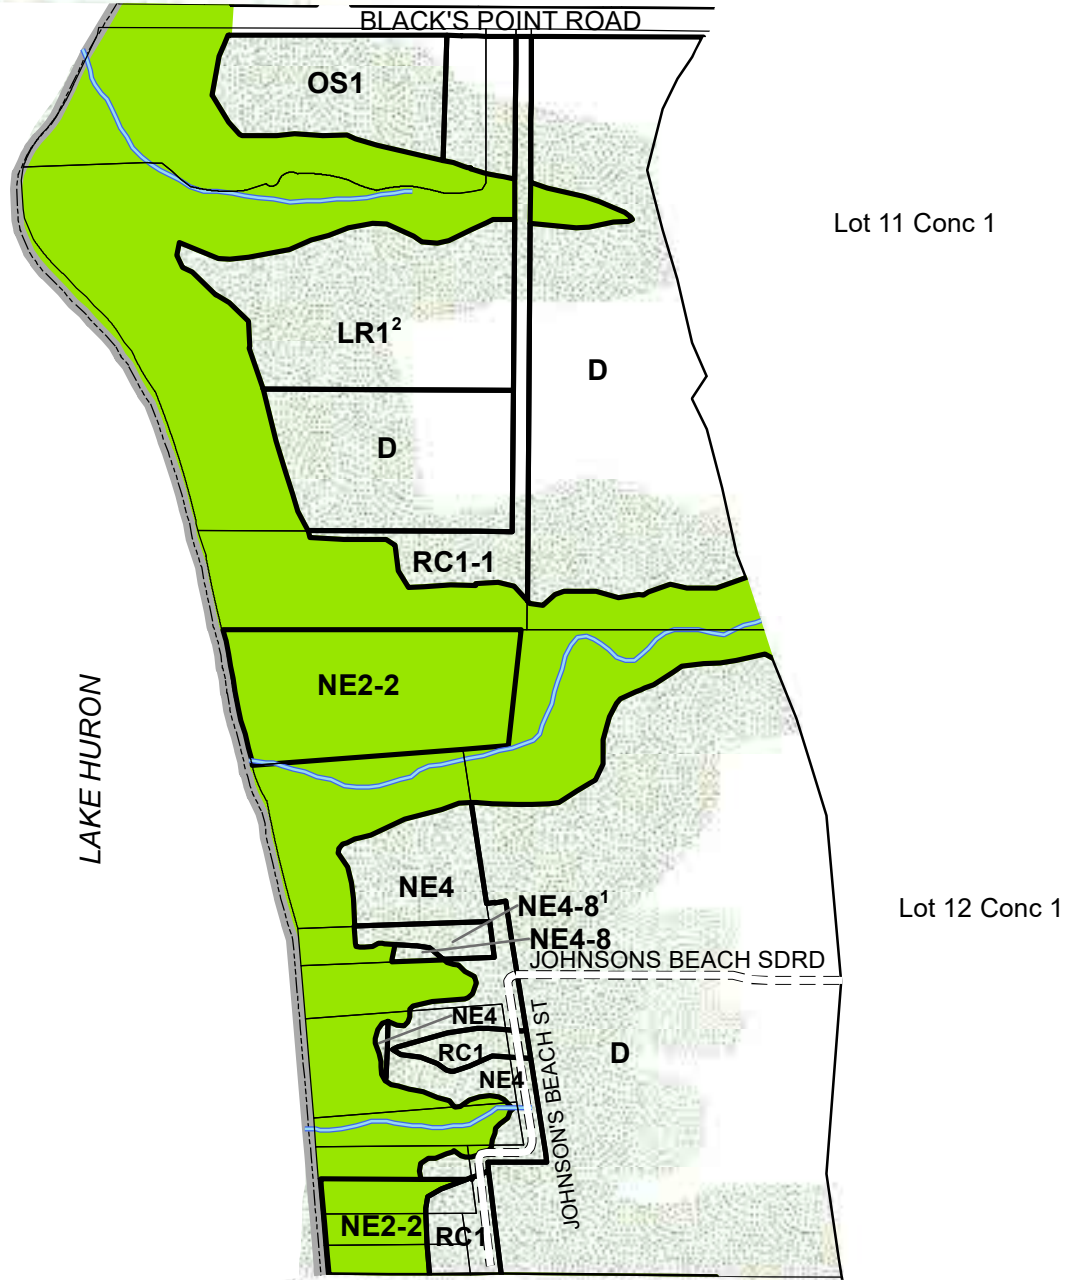 BLACK'S POINT ROAD
OS1
Lot 11 Conc 1
LR1²
D
D
RC1-1
NE2-2
LAKE HURON
NE4
NE4-8¹
Lot 12 Conc 1
NE4-8
JOHNSONS BEACH SDRD
NE4
RC1
D
NE4
JOHNSON'S BEACH ST
NE2-2
RC1